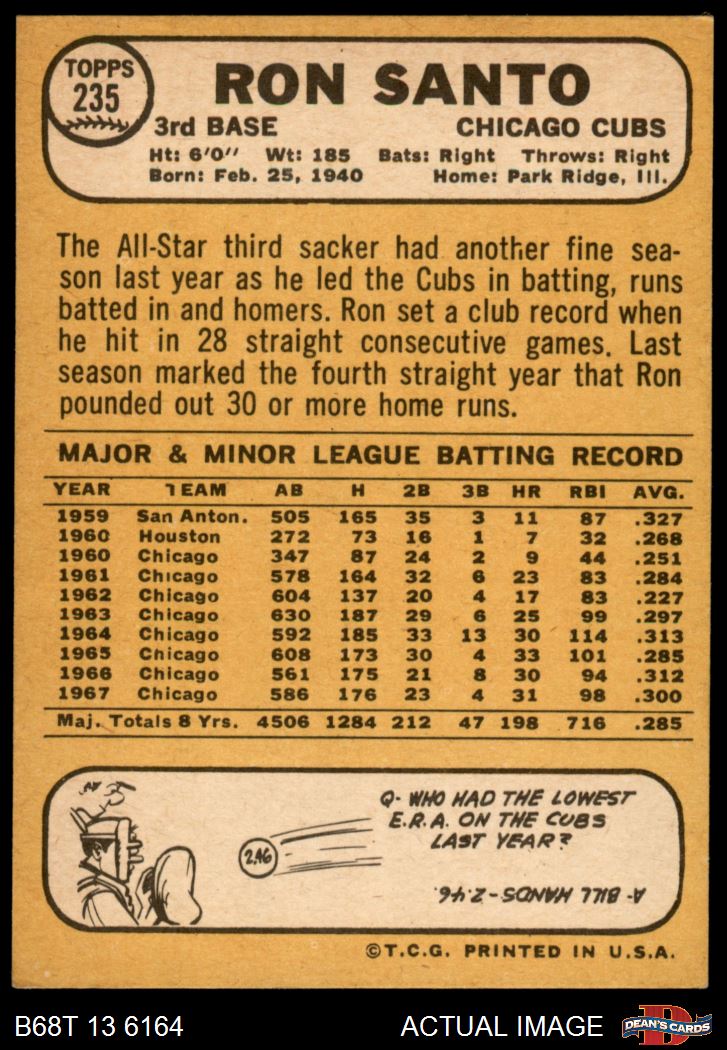 TOPPS
235
RON SANTO
3rd BASE CHICAGO CUBS
Ht: 6'0" Wt: 185 Bats: Right Throws: Right
Born: Feb. 25, 1940 Home: Park Ridge, Ill.
The All-Star third sacker had another fine sea-
son last year as he led the Cubs in batting, runs
batted in and homers. Ron set a club record when
he hit in 28 straight consecutive games. Last
season marked the fourth straight year that Ron
pounded out 30 or more home runs.
MAJOR & MINOR LEAGUE BATTING RECORD
YEAR TEAM AB H 2B 3B HR RBI AVG.
1959 San Anton. 505 165 35 3 11 87 .327
1960 Houston 272 73 16 1 7 32 .268
1960 Chicago 347 87 24 2 9 44 .251
1961 Chicago 578 164 32 6 23 83 .284
1962 Chicago 604 137 20 4 17 83 .227
1963 Chicago 630 187 29 6 25 99 .297
1964 Chicago 592 185 33 13 30 114 .313
1965 Chicago 608 173 30 4 33 101 .285
1966 Chicago 561 175 21 8 30 94 .312
1967 Chicago 586 176 23 4 31 98 .300
Maj. Totals 8 Yrs. 4506 1284 212 47 198 716 .285
Q- WHO HAD THE LOWEST
E.R.A. ON THE CUBS
LAST YEAR?
2.46
A- BILL HANDS - 2.46.
©T.C.G. PRINTED IN U.S.A.
B68T 13 6164 ACTUAL IMAGE
DEAN'S CARDS